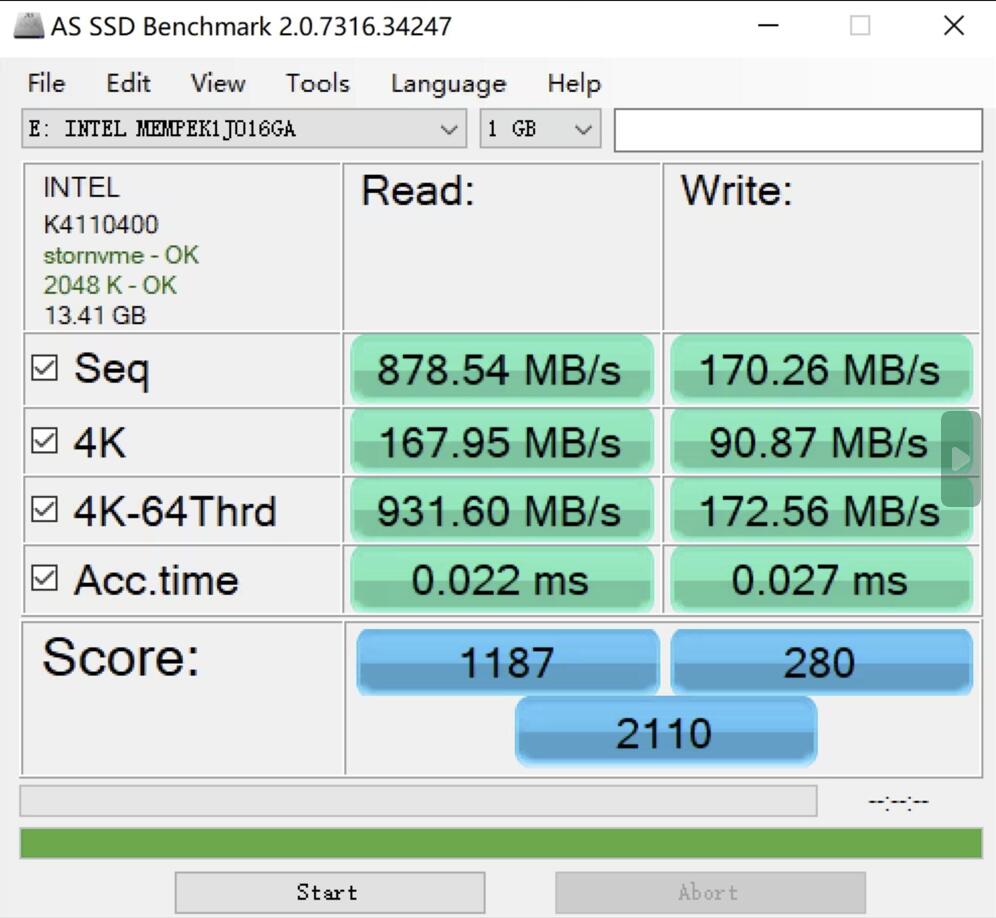 AS SSD Benchmark 2.0.7316.34247
File Edit View Tools Language Help
E: INTEL MEMPEK1J016GA 1 GB
INTEL
K4110400
stornvme - OK
2048 K - OK
13.41 GB
Read: Write:
Seq 878.54 MB/s 170.26 MB/s
4K 167.95 MB/s 90.87 MB/s
4K-64Thrd 931.60 MB/s 172.56 MB/s
Acc.time 0.022 ms 0.027 ms
Score: 1187 280
2110
--:--:--
Start Abort